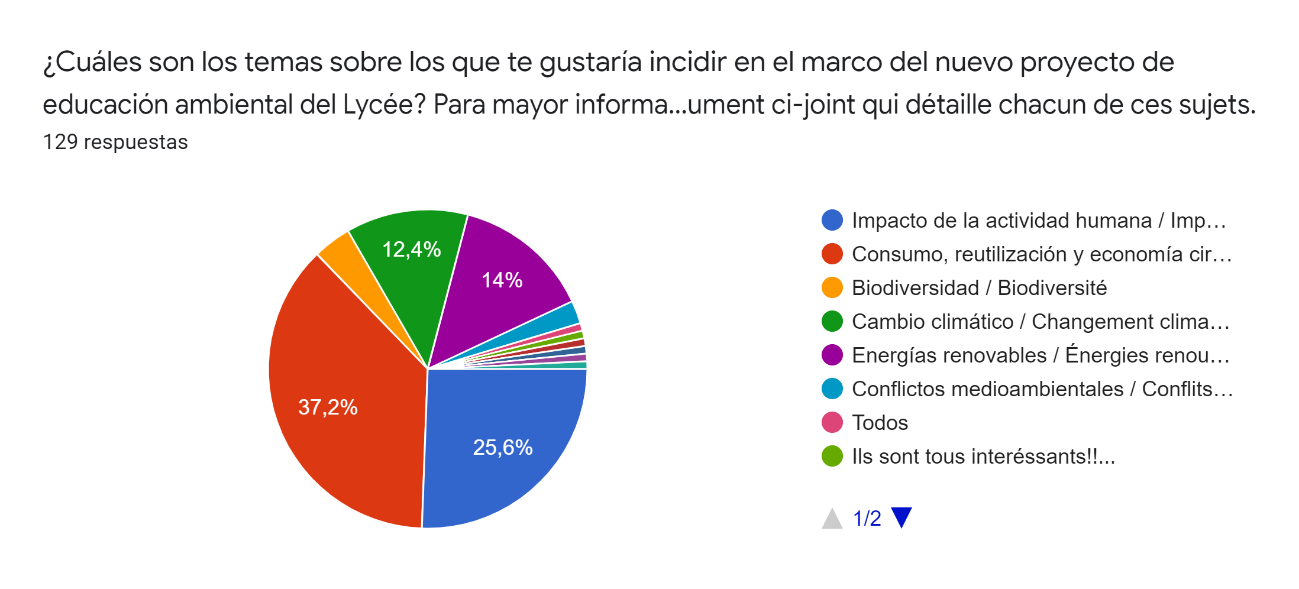 ¿Cuáles son los temas sobre los que te gustaría incidir en el marco del nuevo proyecto de
educación ambiental del Lycée? Para mayor informa...ument ci-joint qui détaille chacun de ces sujets.
129 respuestas
12,4%
14%
37,2%
25,6%
Impacto de la actividad humana / Imp...
Consumo, reutilización y economía cir...
Biodiversidad / Biodiversité
Cambio climático / Changement clima...
Energías renovables / Énergies renou...
Conflictos medioambientales / Conflits...
Todos
Ils sont tous interéssants!!...
1/2